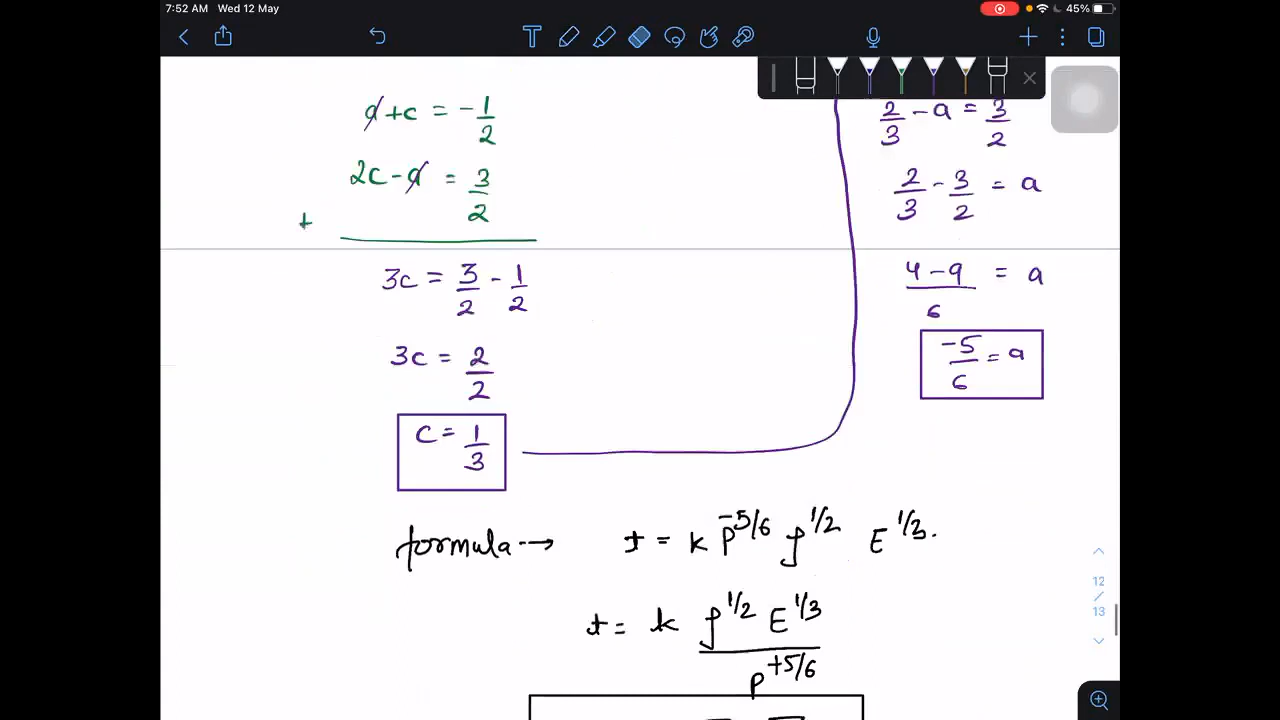 7:52 AM Wed 12 May
45%
a+c = -1/2
2c-a = 3/2
+
3c = 3/2 - 1/2
3c = 2/2
c = 1/3
2/3 - a = 3/2
2/3 - 3/2 = a
4-9/6 = a
-5/6 = a
formula → t = k P^-5/6 ρ^1/2 E^1/3.
t = k ρ^1/2 E^1/3 / P^+5/6
12
/
13